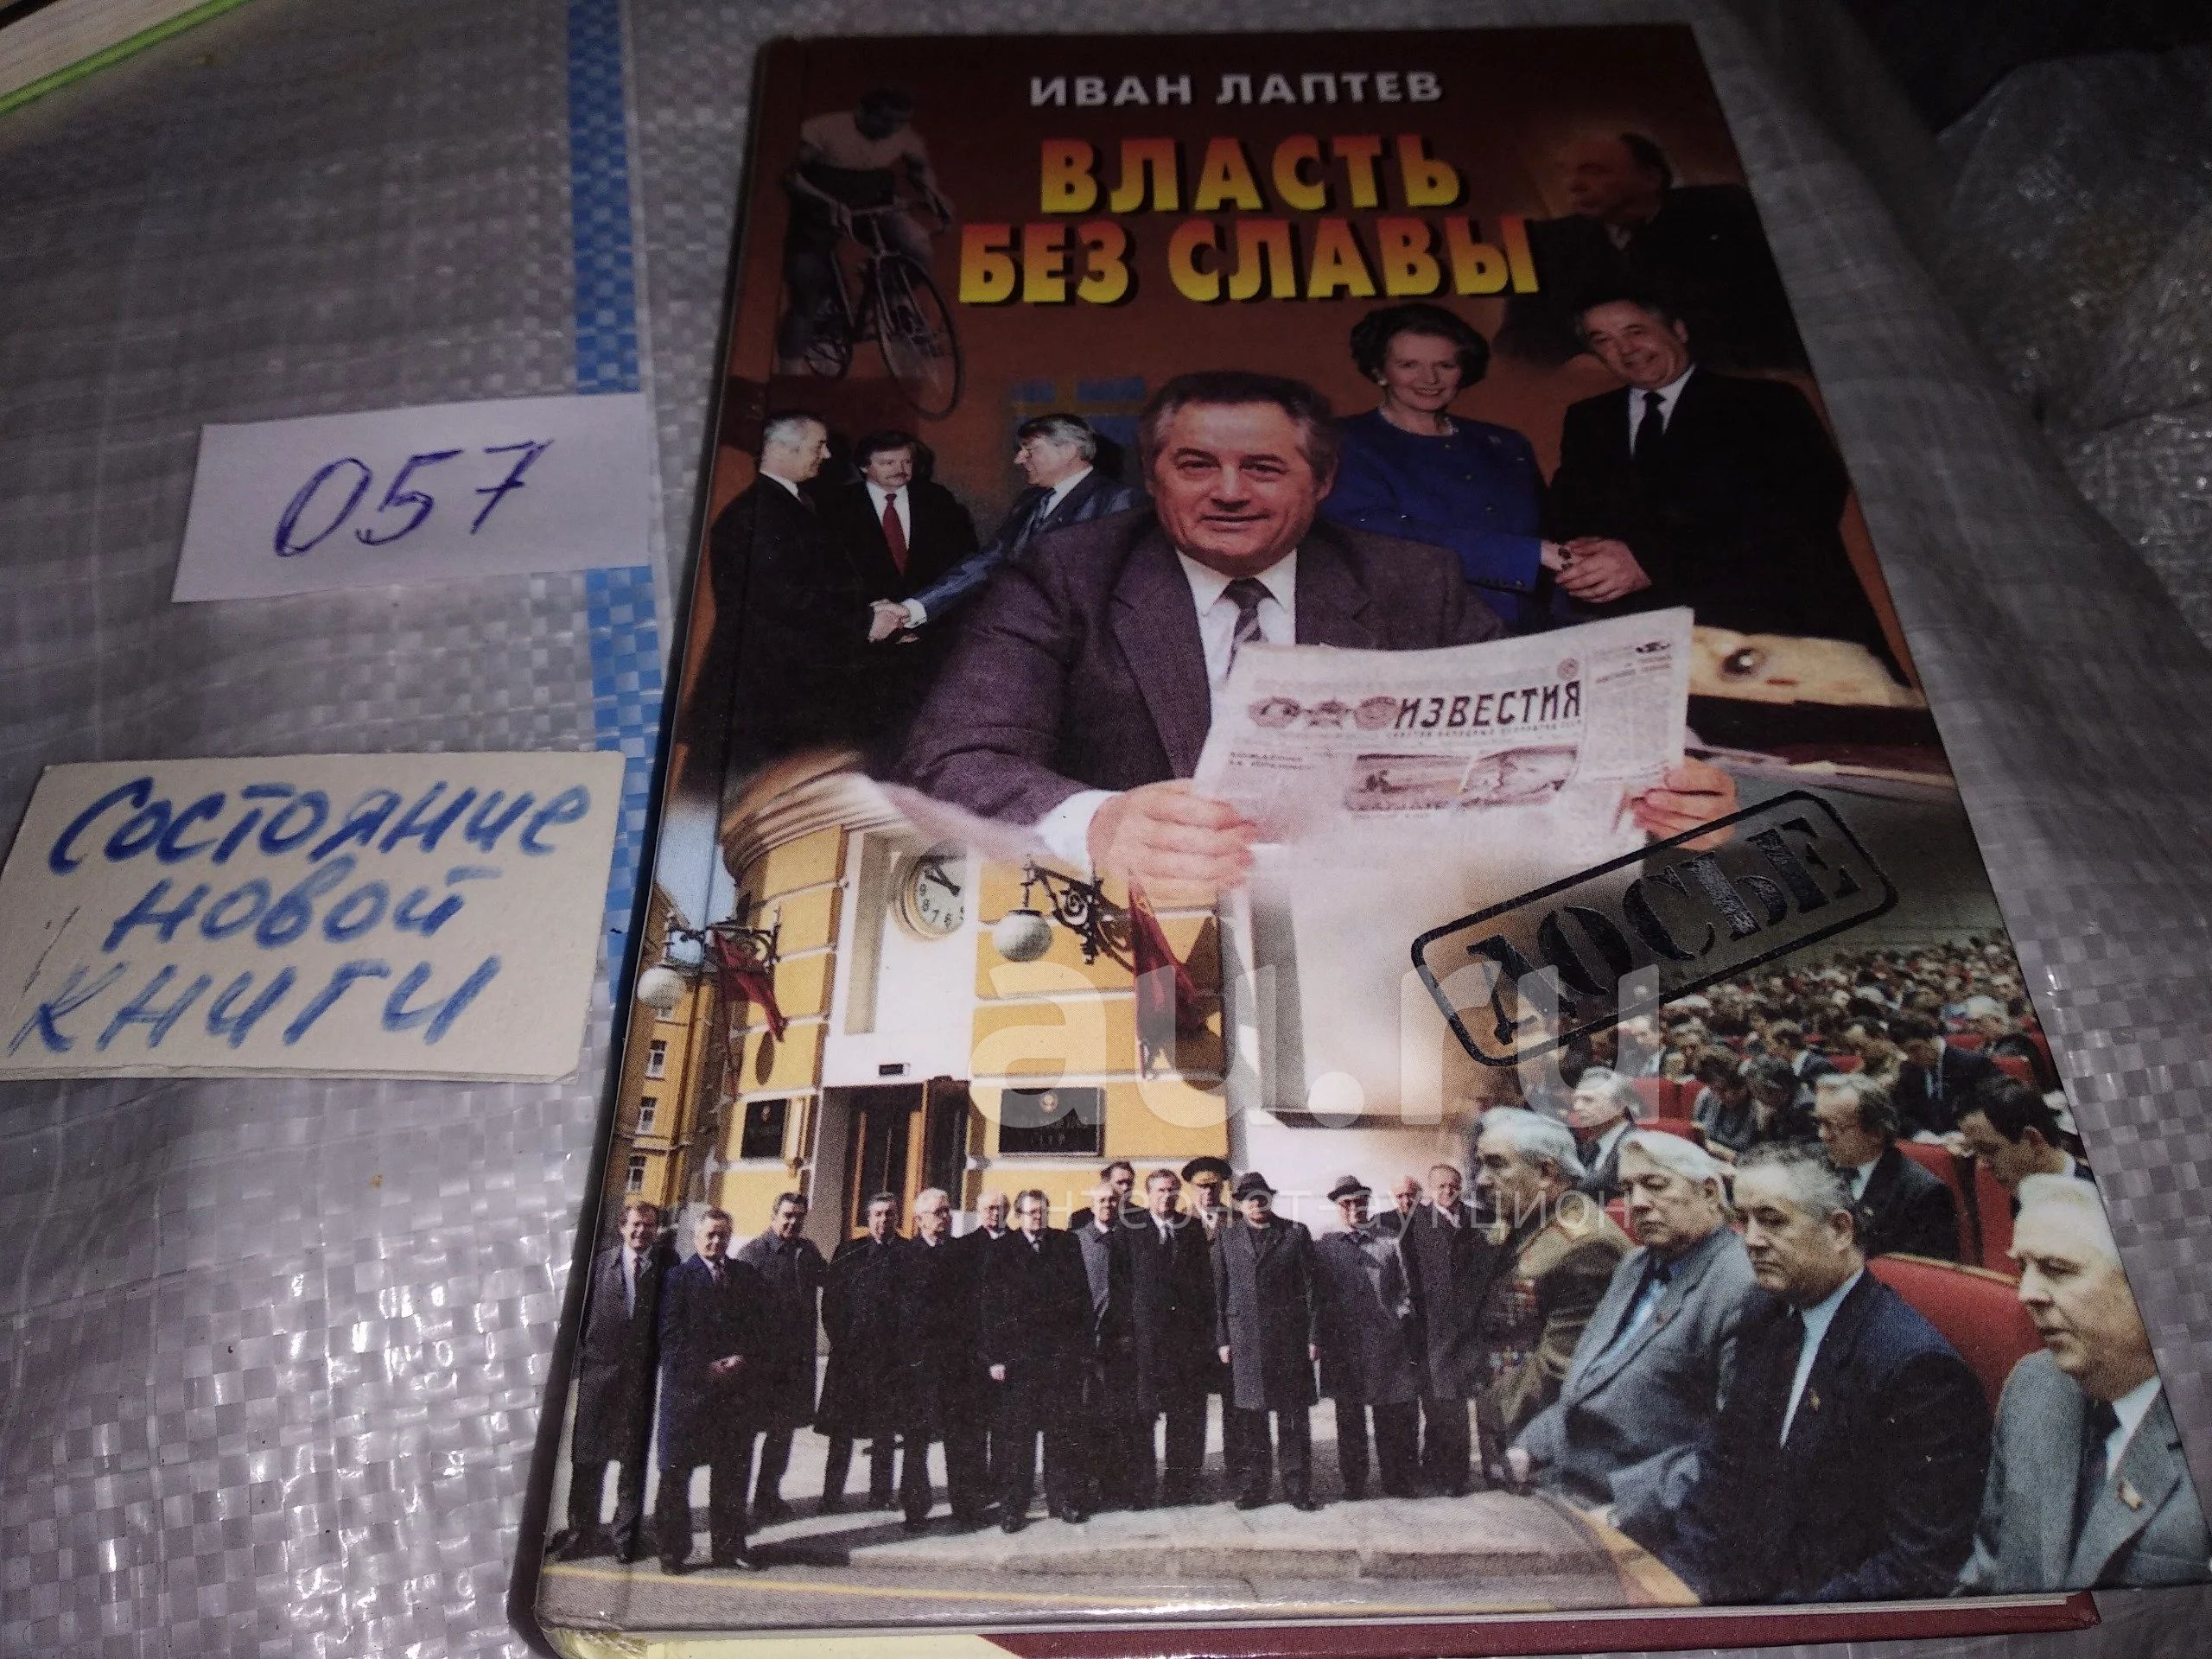 ИВАН ЛАПТЕВ
ВЛАСТЬ
БЕЗ СЛАВЫ
057
ИЗВЕСТИЯ
Состояние
новой
книги
ДОСЬЕ
au.ru
интернет-аукцион